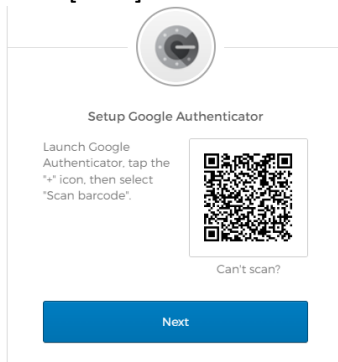 Setup Google Authenticator
Launch Google
Authenticator, tap the
"+" icon, then select
"Scan barcode".
Can't scan?
Next